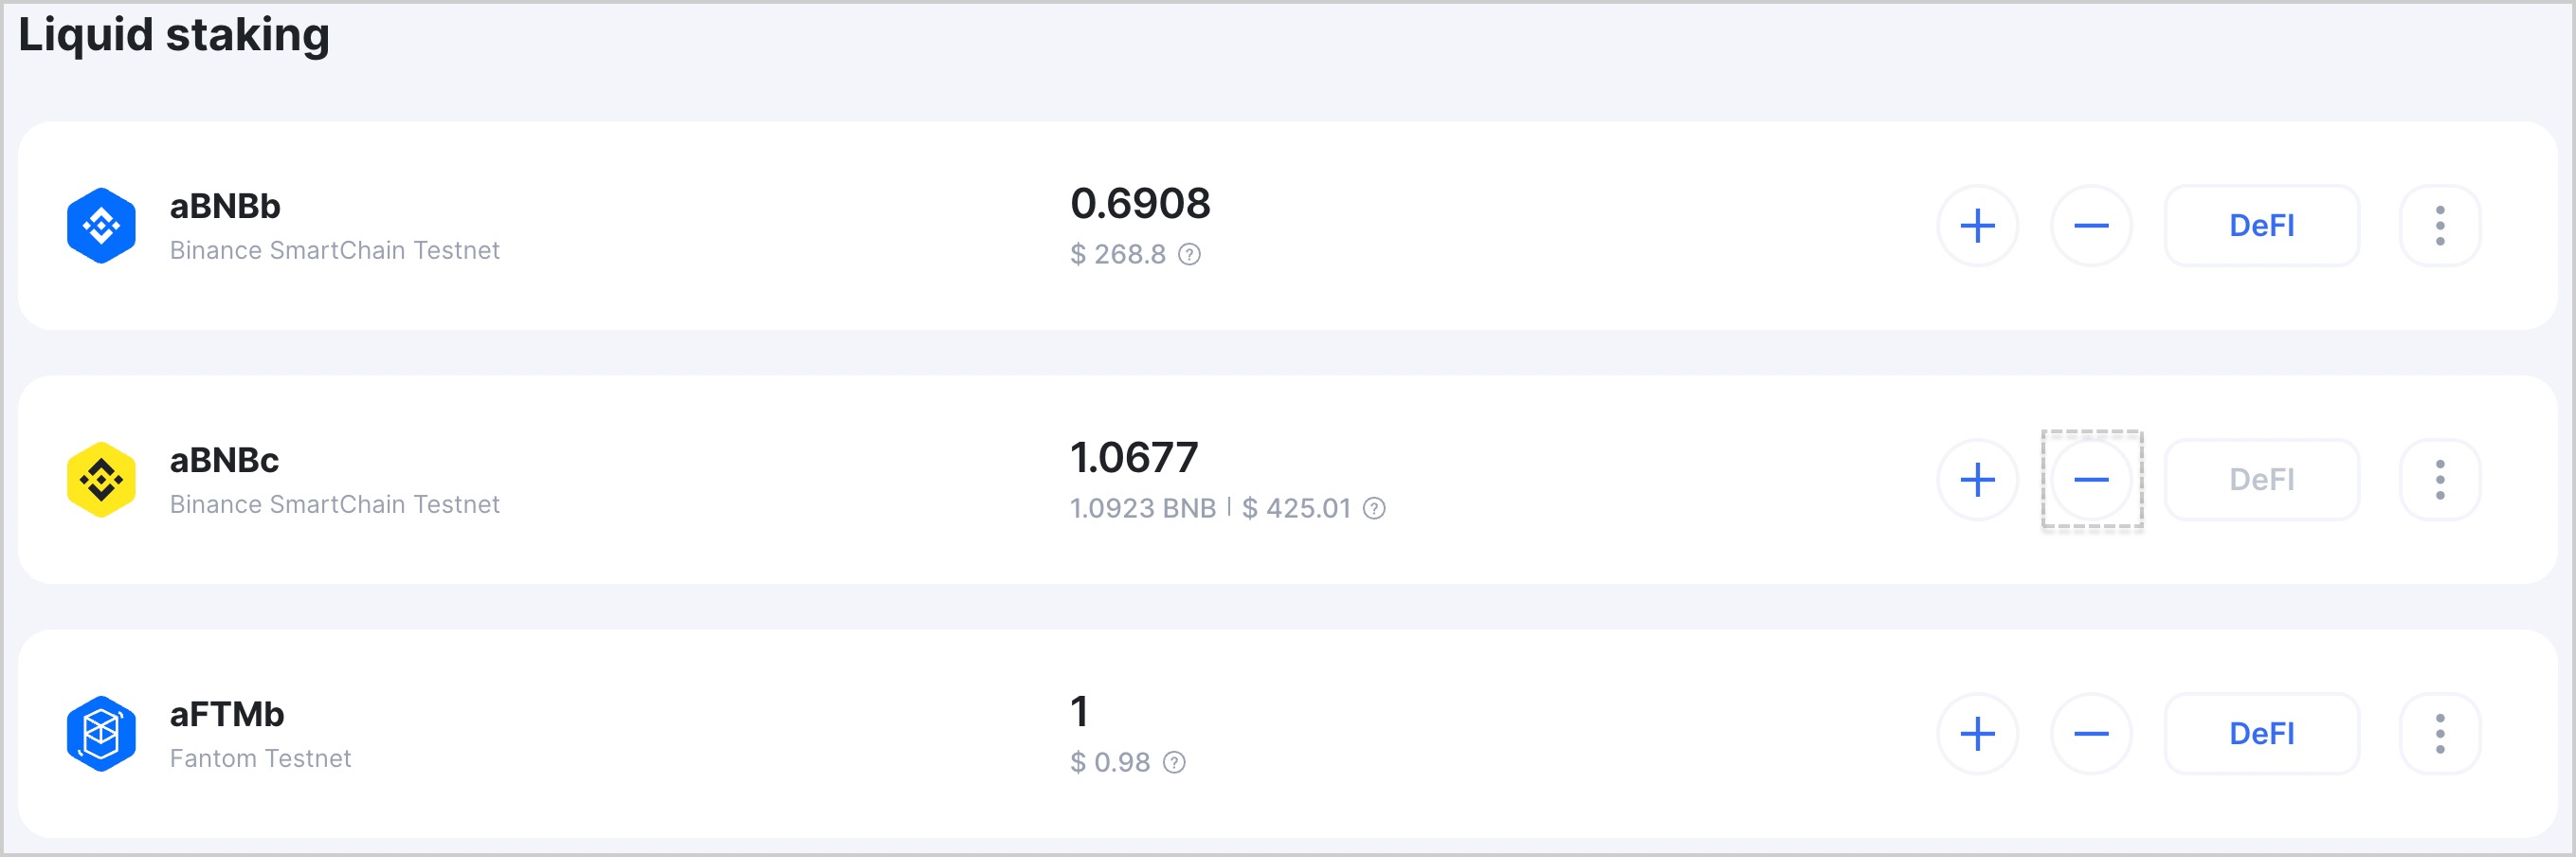 Liquid staking
aBNBb
Binance SmartChain Testnet
0.6908
$ 268.8 ?
DeFI
aBNBc
Binance SmartChain Testnet
1.0677
1.0923 BNB | $ 425.01 ?
DeFI
aFTMb
Fantom Testnet
1
$ 0.98 ?
DeFI